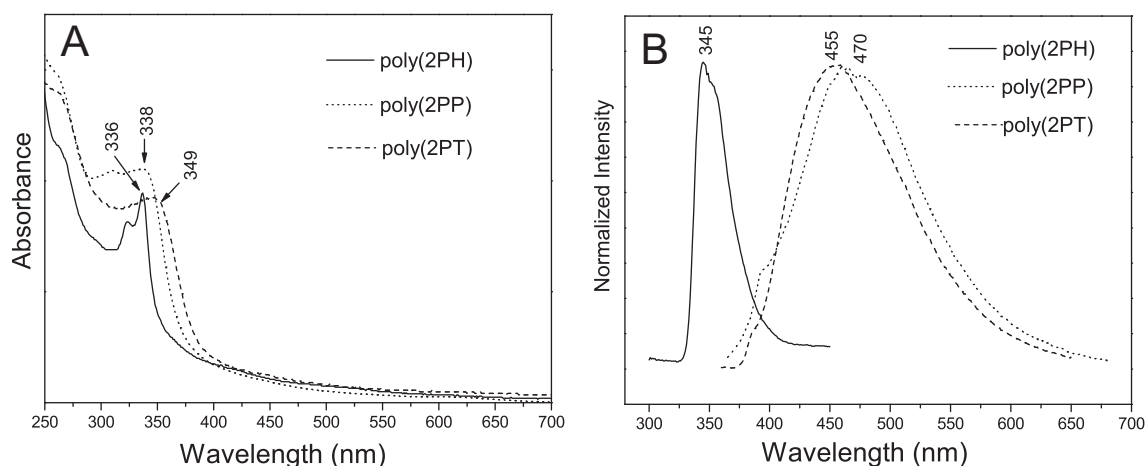 A
poly(2PH)
poly(2PP)
poly(2PT)
336
338
349
Absorbance
250 300 350 400 450 500 550 600 650 700
Wavelength (nm)
B
345
455
470
poly(2PH)
poly(2PP)
poly(2PT)
Normalized Intensity
300 350 400 450 500 550 600 650 700
Wavelength (nm)